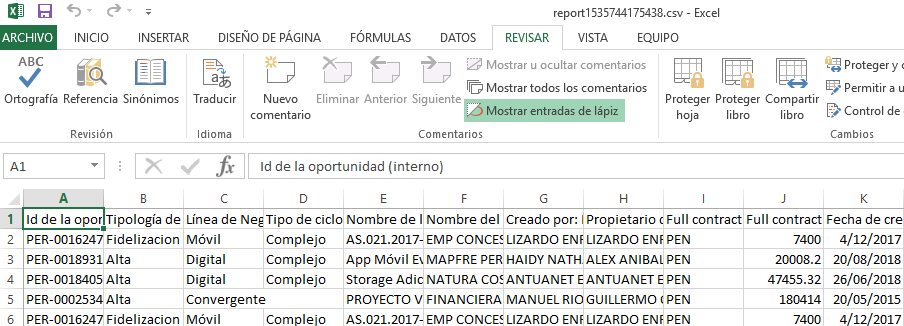 report1535744175438.csv - Excel
ARCHIVO INICIO INSERTAR DISEÑO DE PÁGINA FÓRMULAS DATOS REVISAR VISTA EQUIPO
ABC
Ortografía Referencia Sinónimos
Revisión
Traducir
Idioma
Nuevo comentario Eliminar Anterior Siguiente
Mostrar u ocultar comentarios
Mostrar todos los comentarios
Mostrar entradas de lápiz
Comentarios
Proteger hoja Proteger libro Compartir libro
Proteger y
Permitir a u
Control de
Cambios
A1 fx Id de la oportunidad (interno)
A B C D E F G H I J K
1 Id de la opor Tipología de Línea de Neg Tipo de ciclo Nombre de l Nombre del Creado por: Propietario Full contract Full contract Fecha de cre
2 PER-0016247 Fidelizacion Móvil Complejo AS.021.2017- EMP CONCES LIZARDO ENF LIZARDO ENF PEN 7400 4/12/2017
3 PER-0018931 Alta Digital Complejo App Móvil Ev MAPFRE PER HAIDY NATH ALEX ANIBAL PEN 20008.2 20/08/2018
4 PER-0018405 Alta Digital Complejo Storage Adic NATURA COS ANTUANET E ANTUANET E PEN 47455.32 26/06/2018
5 PER-0002534 Alta Convergente PROYECTO V FINANCIERA MANUEL RIO GUILLERMO PEN 180414 20/05/2015
6 PER-0016247 Fidelizacion Móvil Complejo AS.021.2017- EMP CONCES LIZARDO ENF LIZARDO ENF PEN 7400 4/12/2017